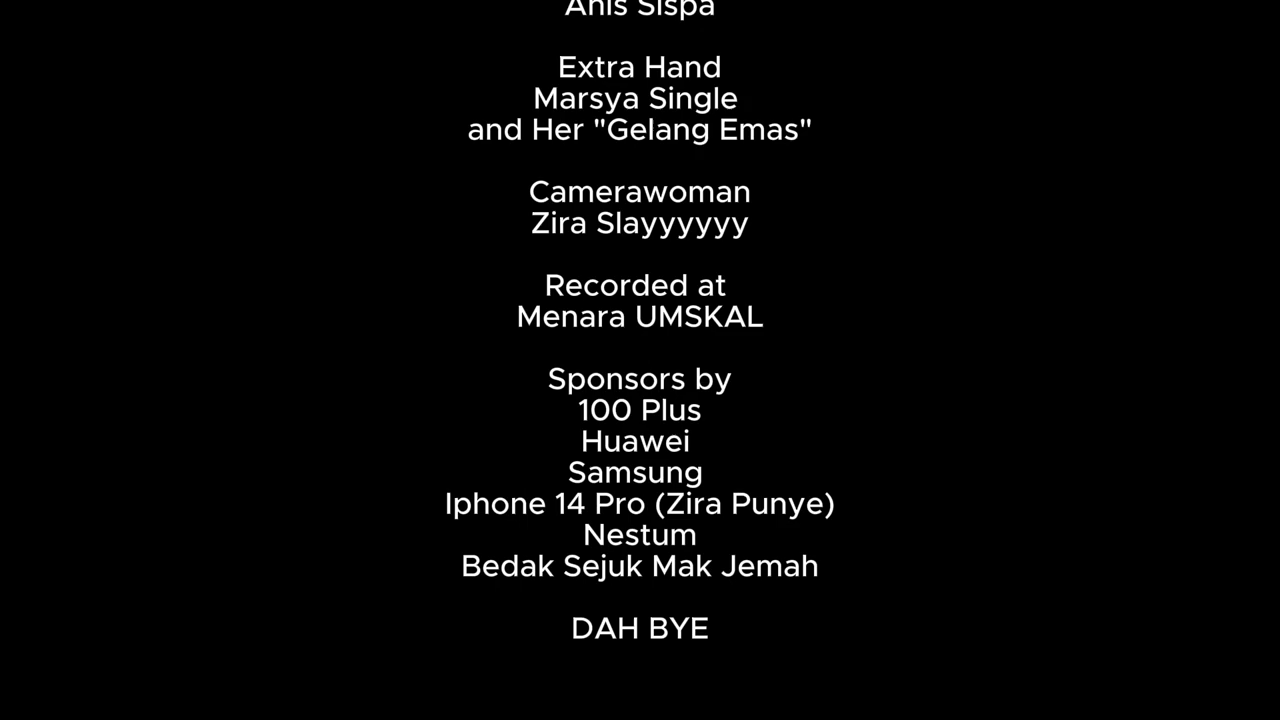 Anis Sispa
Extra Hand
Marsya Single
and Her "Gelang Emas"
Camerawoman
Zira Slayyyyyy
Recorded at
Menara UMSKAL
Sponsors by
100 Plus
Huawei
Samsung
Iphone 14 Pro (Zira Punye)
Nestum
Bedak Sejuk Mak Jemah
DAH BYE